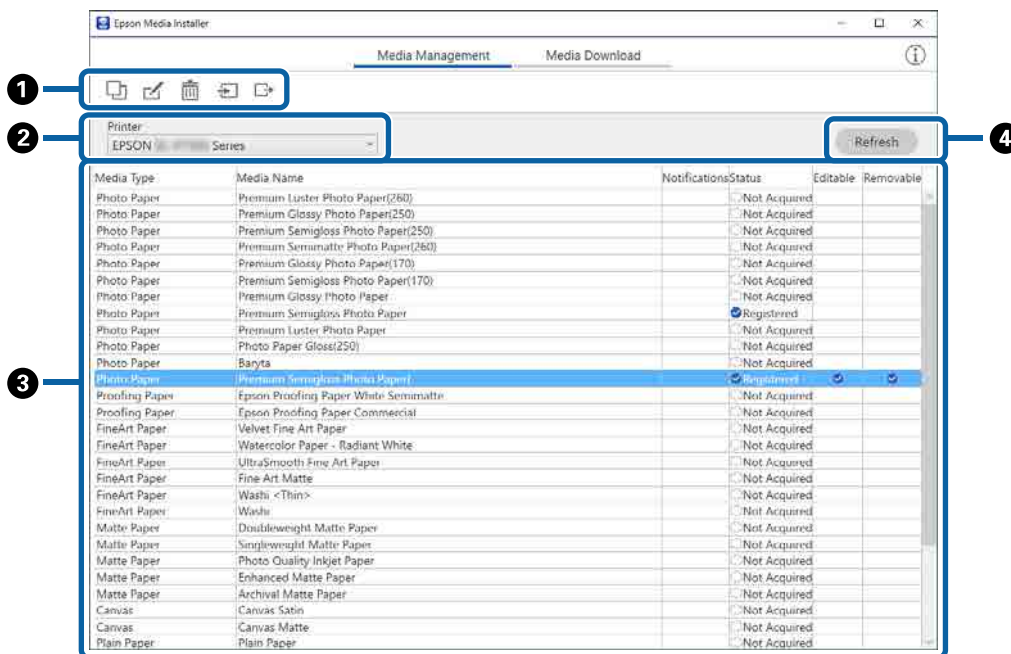 Epson Media Installer
Media Management Media Download
1
2 Printer
EPSON Series
Refresh 4
Media Type Media Name Notifications Status Editable Removable
Photo Paper Premium Luster Photo Paper(260) Not Acquired
Photo Paper Premium Glossy Photo Paper(250) Not Acquired
Photo Paper Premium Semigloss Photo Paper(250) Not Acquired
Photo Paper Premium Semimatte Photo Paper(260) Not Acquired
Photo Paper Premium Glossy Photo Paper(170) Not Acquired
Photo Paper Premium Semigloss Photo Paper(170) Not Acquired
Photo Paper Premium Glossy Photo Paper Not Acquired
Photo Paper Premium Semigloss Photo Paper Registered
Photo Paper Premium Luster Photo Paper Not Acquired
Photo Paper Photo Paper Gloss(250) Not Acquired
Photo Paper Baryta Not Acquired
3 Photo Paper Premium Semigloss Photo Paper Registered
Proofing Paper Epson Proofing Paper White Semimatte Not Acquired
Proofing Paper Epson Proofing Paper Commercial Not Acquired
FineArt Paper Velvet Fine Art Paper Not Acquired
FineArt Paper Watercolor Paper - Radiant White Not Acquired
FineArt Paper UltraSmooth Fine Art Paper Not Acquired
FineArt Paper Fine Art Matte Not Acquired
FineArt Paper Washi <Thin> Not Acquired
FineArt Paper Washi Not Acquired
Matte Paper Doubleweight Matte Paper Not Acquired
Matte Paper Singleweight Matte Paper Not Acquired
Matte Paper Photo Quality Inkjet Paper Not Acquired
Matte Paper Enhanced Matte Paper Not Acquired
Matte Paper Archival Matte Paper Not Acquired
Canvas Canvas Satin Not Acquired
Canvas Canvas Matte Not Acquired
Plain Paper Plain Paper Not Acquired